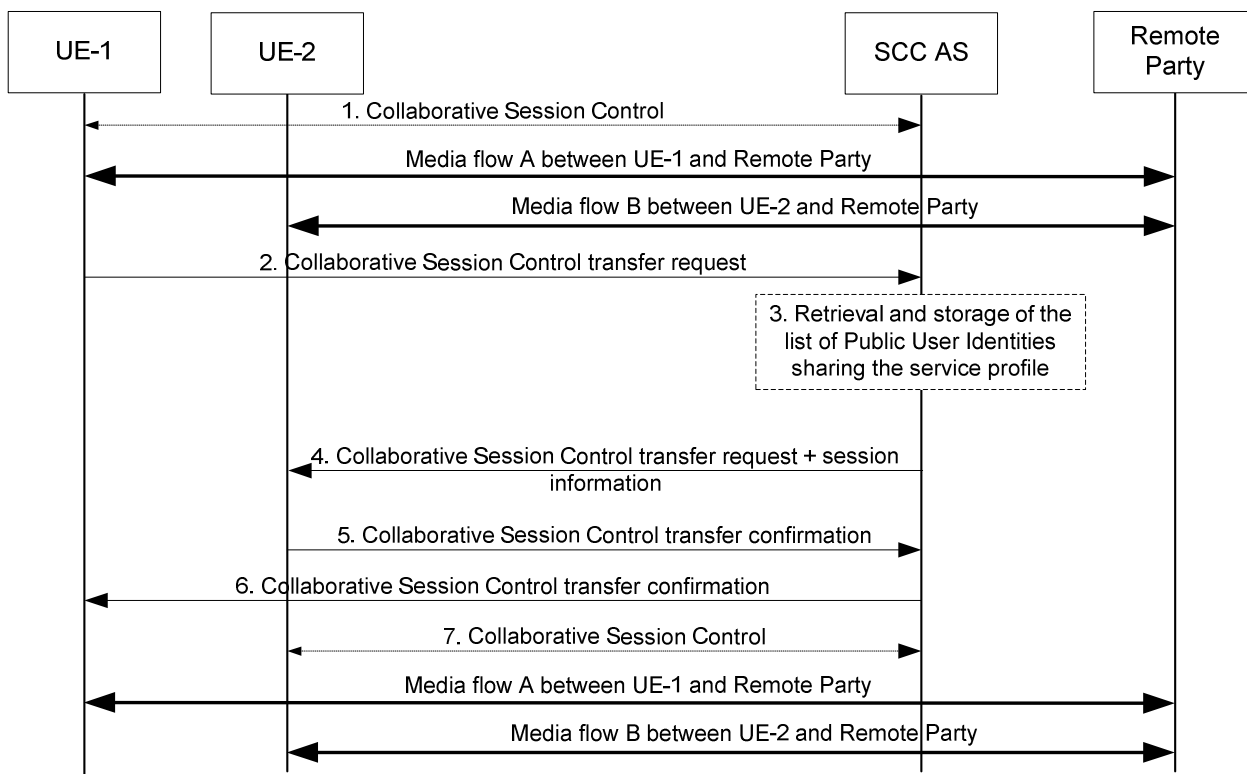 UE-1
UE-2
SCC AS
Remote
Party
1. Collaborative Session Control
Media flow A between UE-1 and Remote Party
Media flow B between UE-2 and Remote Party
2. Collaborative Session Control transfer request
3. Retrieval and storage of the
list of Public User Identities
sharing the service profile
4. Collaborative Session Control transfer request + session
information
5. Collaborative Session Control transfer confirmation
6. Collaborative Session Control transfer confirmation
7. Collaborative Session Control
Media flow A between UE-1 and Remote Party
Media flow B between UE-2 and Remote Party